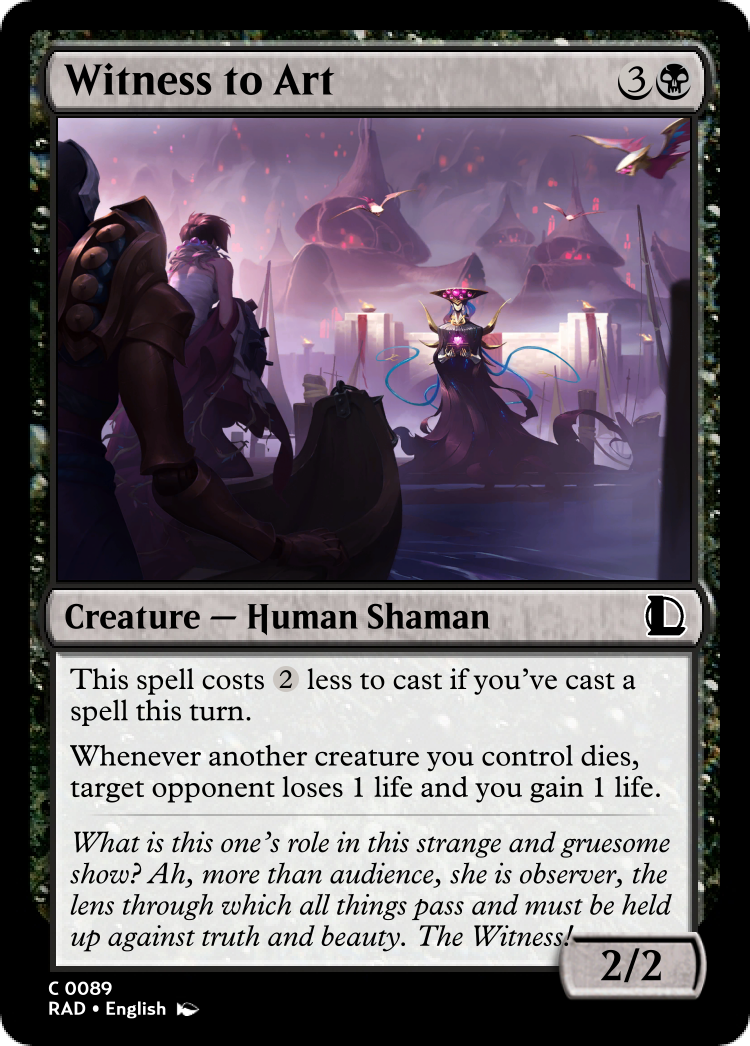 Witness to Art
3
Creature — Human Shaman
L
This spell costs 2 less to cast if you’ve cast a
spell this turn.
Whenever another creature you control dies,
target opponent loses 1 life and you gain 1 life.
What is this one’s role in this strange and gruesome
show? Ah, more than audience, she is observer, the
lens through which all things pass and must be held
up against truth and beauty. The Witness!
2/2
C 0089
RAD • English